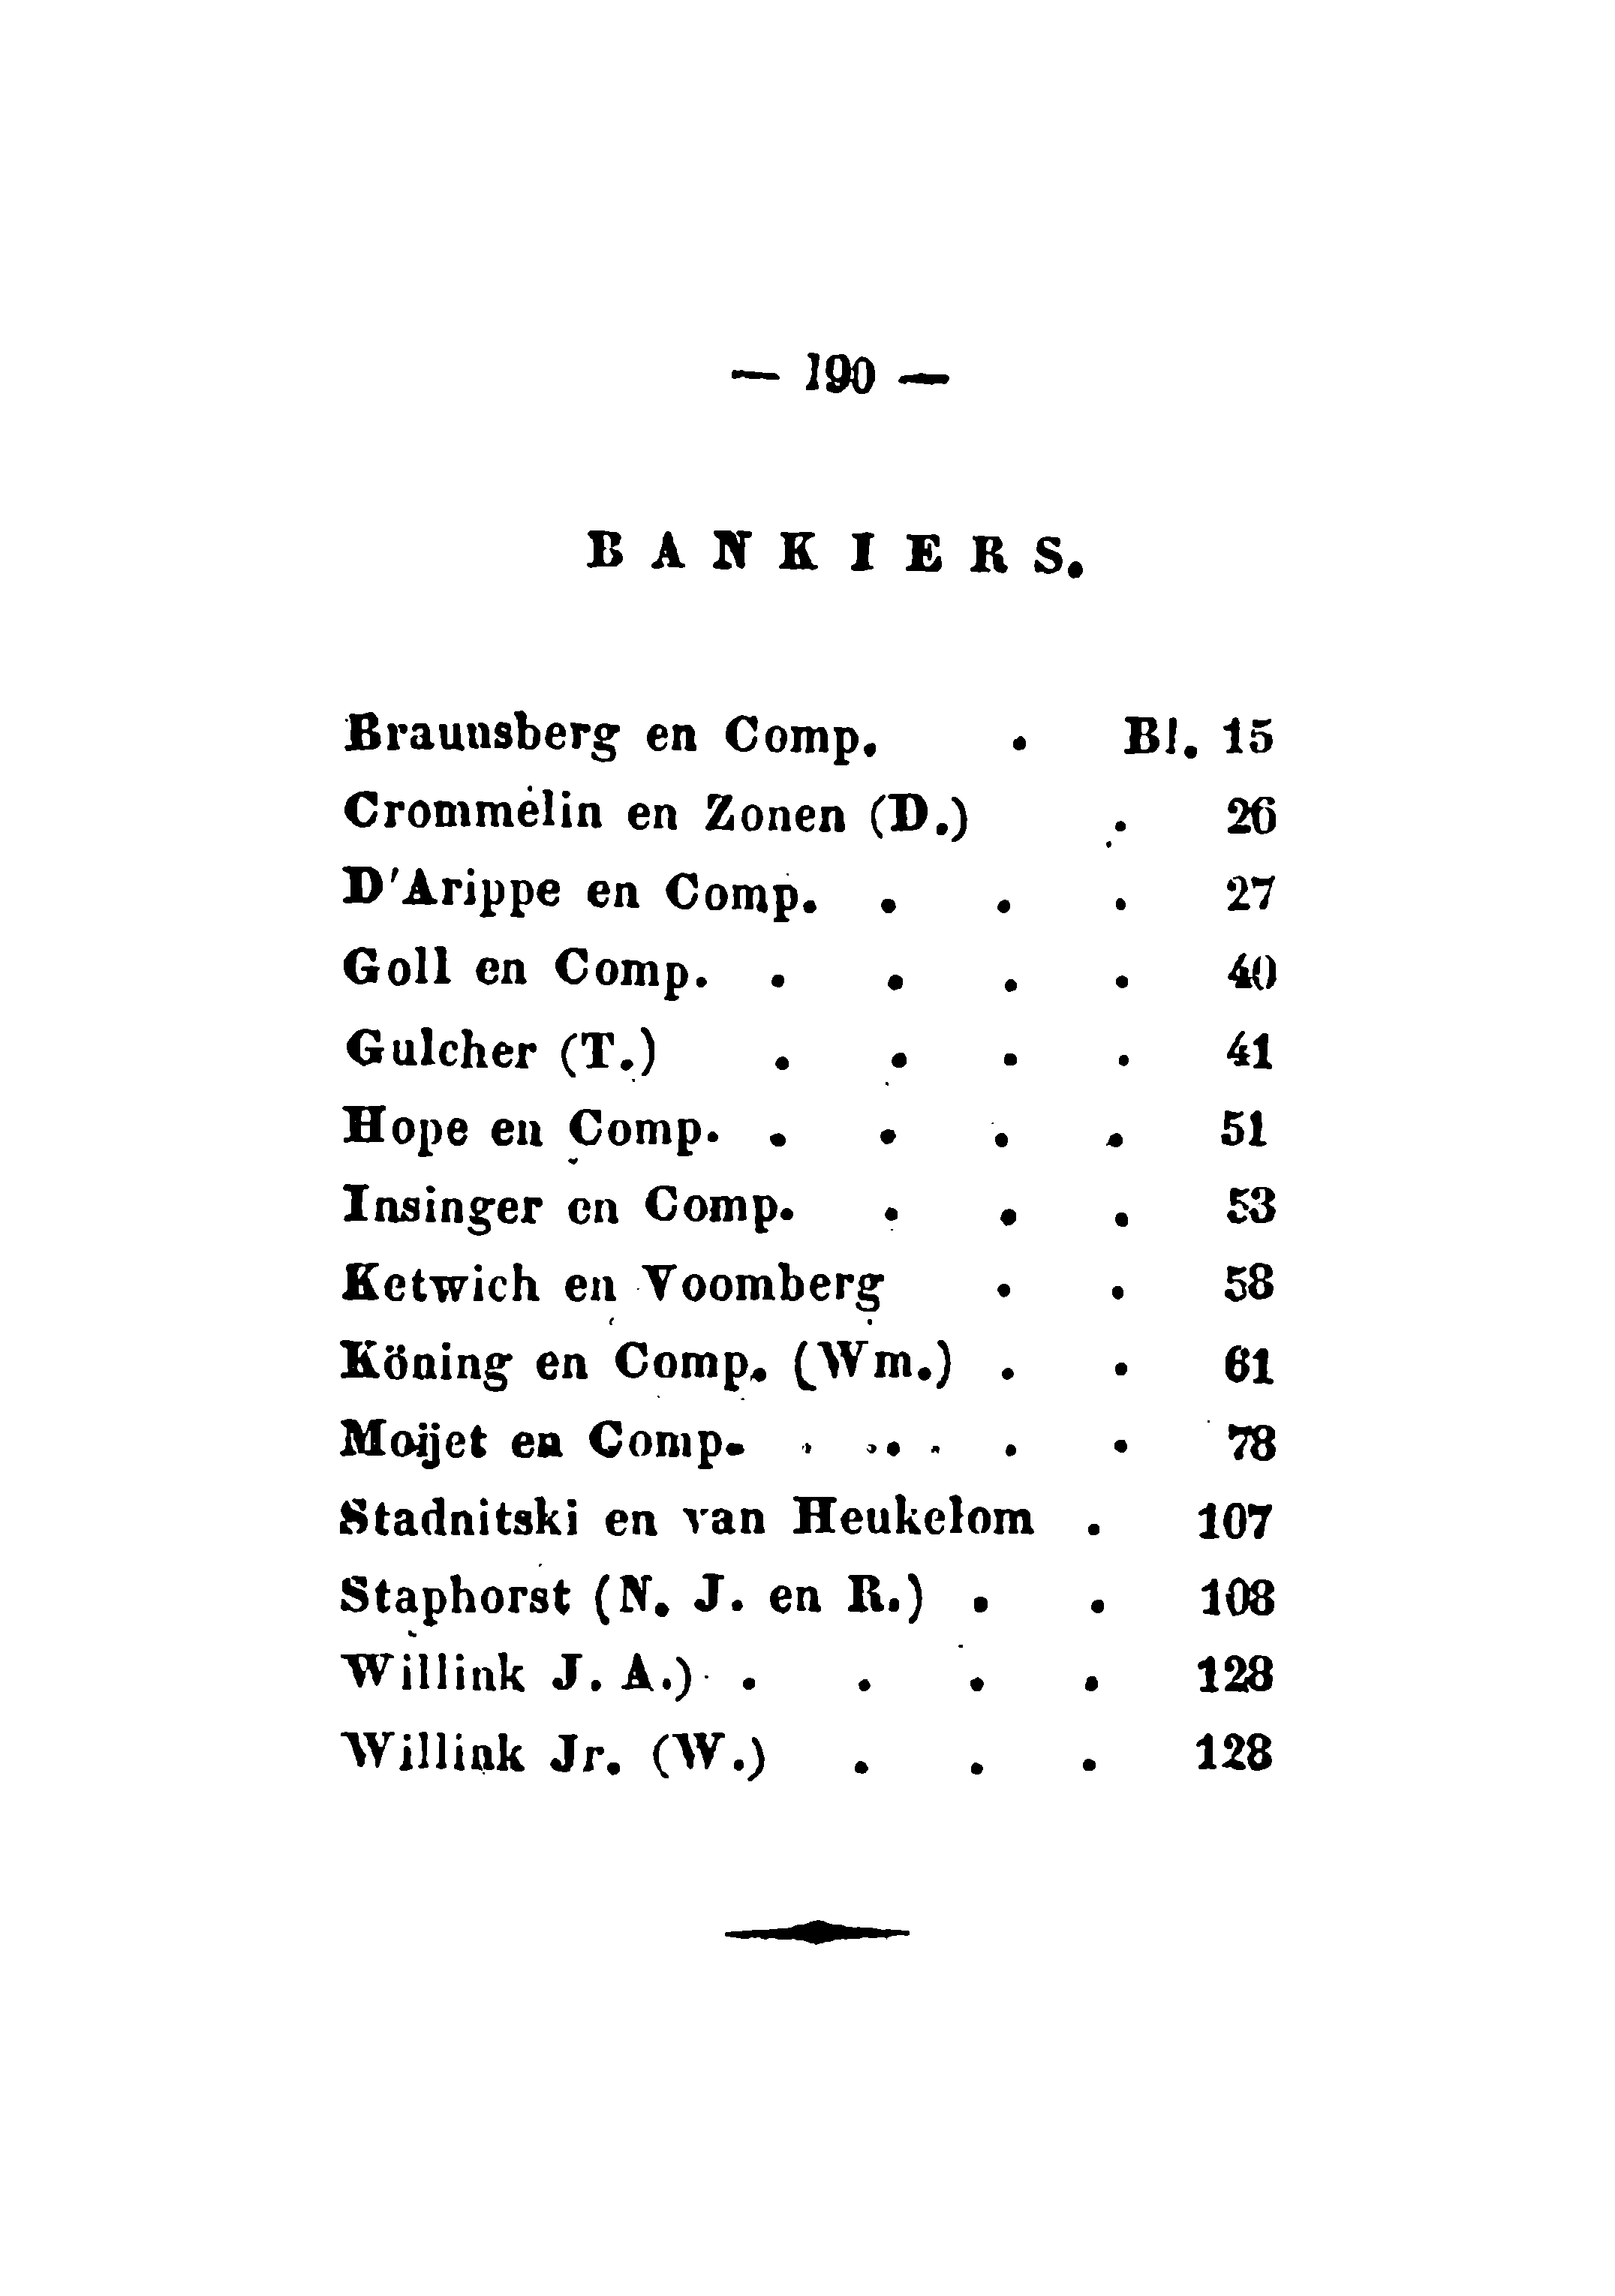 — 190 —
BANKIERS.
Braunsberg en Comp. . Bl. 15
Crommelin en Zonen (D.) . 26
D'Arippe en Comp. . . . 27
Goll en Comp. . . . . 40
Gulcher (T.) . . . . 41
Hope en Comp. . . . . 51
Insinger en Comp. . . . 53
Ketwich en Voomberg . . 58
Köning en Comp. (Wm.) . . 61
Moijet en Comp. . . . . 78
Stadnitski en van Heukelom . 107
Staphorst (N. J. en R.) . . 108
Willink J. A.) . . . . 128
Willink Jr. (W.) . . . 128